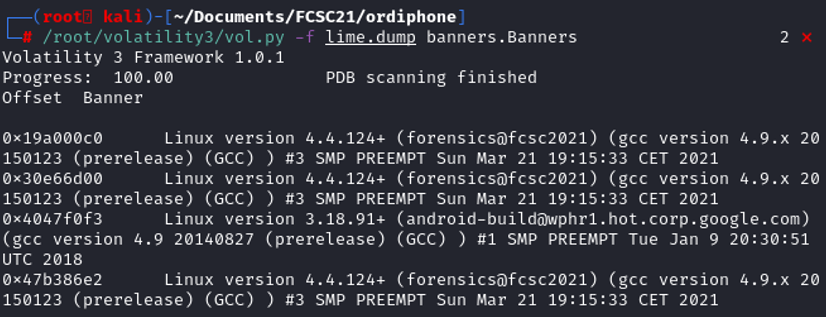 ┌──(root㉿ kali)-[~/Documents/FCSC21/ordiphone]
└─# /root/volatility3/vol.py -f lime.dump banners.Banners 2 ⨯
Volatility 3 Framework 1.0.1
Progress: 100.00 PDB scanning finished
Offset Banner
0×19a000c0 Linux version 4.4.124+ (forensics@fcsc2021) (gcc version 4.9.x 20
150123 (prerelease) (GCC) ) #3 SMP PREEMPT Sun Mar 21 19:15:33 CET 2021
0×30e66d00 Linux version 4.4.124+ (forensics@fcsc2021) (gcc version 4.9.x 20
150123 (prerelease) (GCC) ) #3 SMP PREEMPT Sun Mar 21 19:15:33 CET 2021
0×4047f0f3 Linux version 3.18.91+ (android-build@wphr1.hot.corp.google.com)
(gcc version 4.9 20140827 (prerelease) (GCC) ) #1 SMP PREEMPT Tue Jan 9 20:30:51
UTC 2018
0×47b386e2 Linux version 4.4.124+ (forensics@fcsc2021) (gcc version 4.9.x 20
150123 (prerelease) (GCC) ) #3 SMP PREEMPT Sun Mar 21 19:15:33 CET 2021